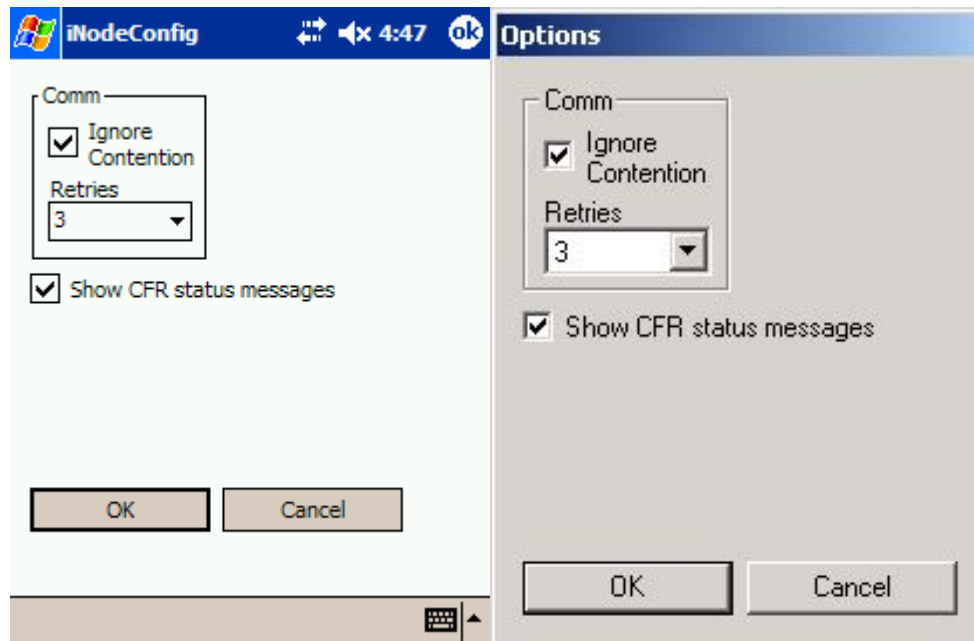 iNodeConfig 4:47 ok
Comm
Ignore
Contention
Retries
3
Show CFR status messages
OK Cancel
Options
Comm
Ignore
Contention
Retries
3
Show CFR status messages
OK Cancel